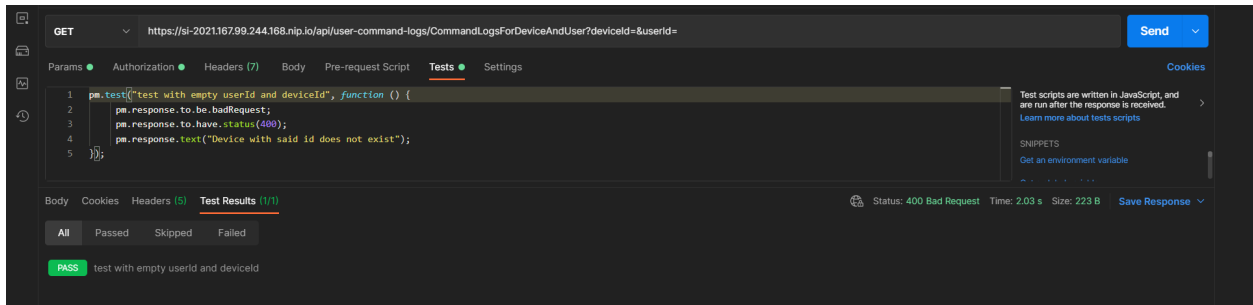 GET https://si-2021.167.99.244.168.nip.io/api/user-command-logs/CommandLogsForDeviceAndUser?deviceId=&userId= Send
Params Authorization Headers (7) Body Pre-request Script Tests Settings Cookies
1 pm.test("test with empty userId and deviceId", function () {
2 pm.response.to.be.badRequest;
3 pm.response.to.have.status(400);
4 pm.response.text("Device with said id does not exist");
5 });
Test scripts are written in JavaScript, and
are run after the response is received.
Learn more about tests scripts
SNIPPETS
Get an environment variable
Body Cookies Headers (5) Test Results (1/1) Status: 400 Bad Request Time: 2.03 s Size: 223 B Save Response
All Passed Skipped Failed
PASS test with empty userId and deviceId